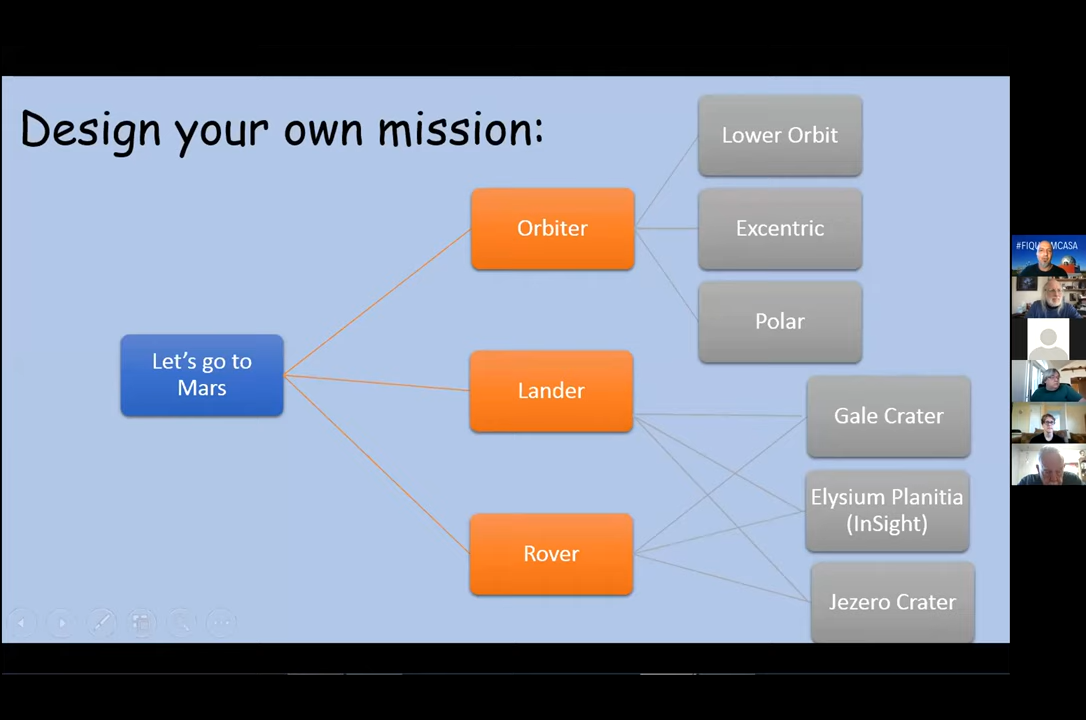 Design your own mission:
Let's go to
Mars
Orbiter
Lander
Rover
Lower Orbit
Excentric
Polar
Gale Crater
Elysium Planitia
(InSight)
Jezero Crater